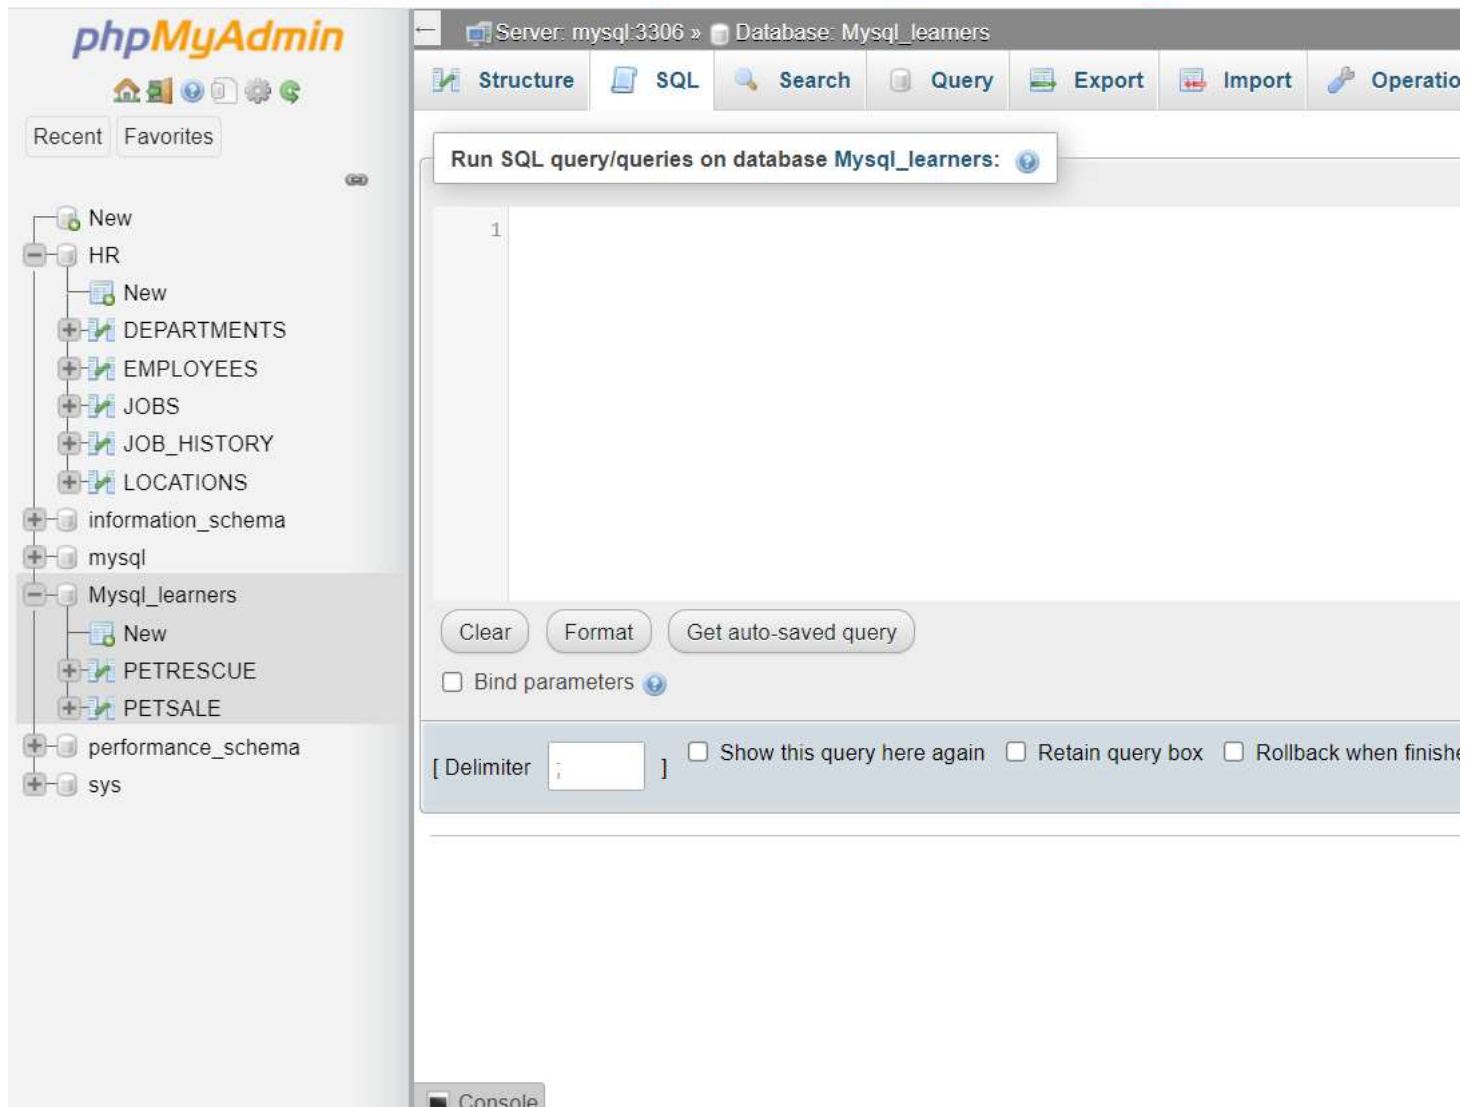 phpMyAdmin
Recent Favorites
New
HR
New
DEPARTMENTS
EMPLOYEES
JOBS
JOB_HISTORY
LOCATIONS
information_schema
mysql
Mysql_learners
New
PETRESCUE
PETSALE
performance_schema
sys
← Server: mysql:3306 » Database: Mysql_learners
Structure SQL Search Query Export Import Operatio
Run SQL query/queries on database Mysql_learners:
1
Clear Format Get auto-saved query
Bind parameters
[ Delimiter ; ] Show this query here again Retain query box Rollback when finishe
Console